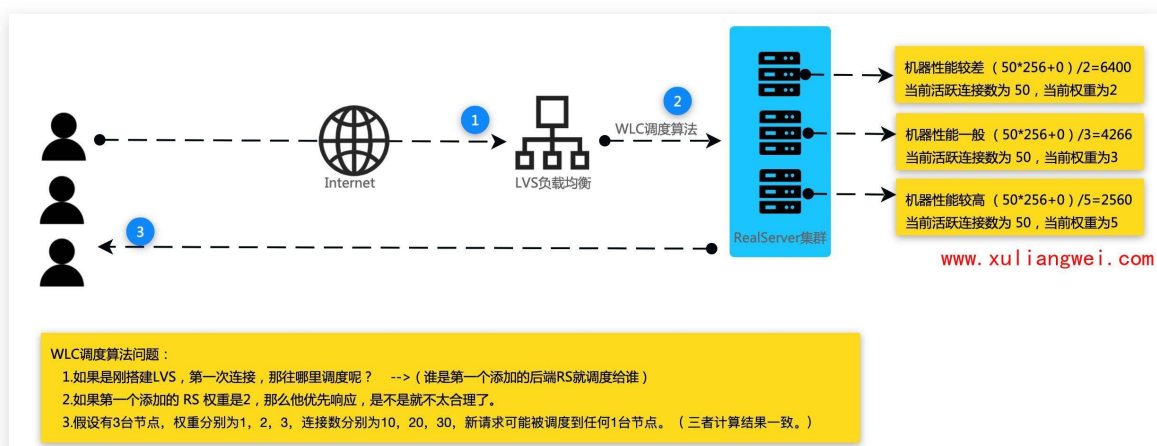 1
Internet
LVS负载均衡
2
WLC调度算法
RealServer集群
机器性能较差 （50*256+0）/2=6400
当前活跃连接数为 50，当前权重为2
机器性能一般 （50*256+0）/3=4266
当前活跃连接数为 50，当前权重为3
机器性能较高 （50*256+0）/5=2560
当前活跃连接数为 50，当前权重为5
3
www.xuliangwei.com
WLC调度算法问题：
1.如果是刚搭建LVS，第一次连接，那往哪里调度呢？ -->（谁是第一个添加的后端RS就调度给谁）
2.如果第一个添加的 RS 权重是2，那么他优先响应，是不是就不太合理了。
3.假设有3台节点，权重分别为1，2，3，连接数分别为10，20，30，新请求可能被调度到任何1台节点。（三者计算结果一致。）